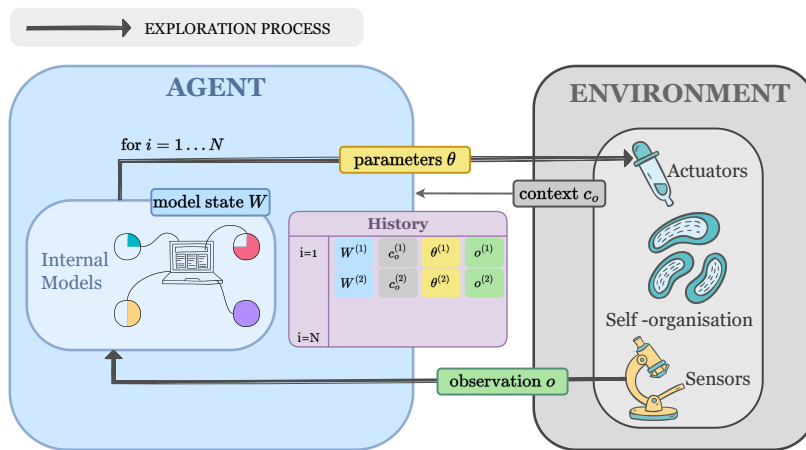 EXPLORATION PROCESS
AGENT
ENVIRONMENT
for i = 1 … N
parameters θ
Actuators
context c_o
model state W
Internal
Models
History
i=1 W^(1) c_o^(1) θ^(1) o^(1)
W^(2) c_o^(2) θ^(2) o^(2)
i=N
Self -organisation
observation o
Sensors